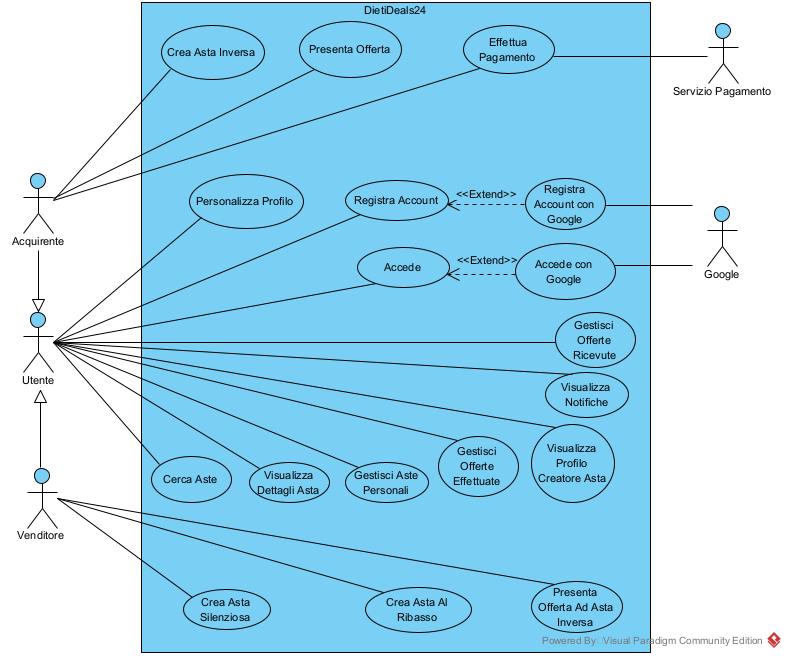 DietiDeals24
Crea Asta Inversa
Presenta Offerta
Effettua
Pagamento
Servizio Pagamento
Acquirente
Personalizza Profilo
Registra Account
<<Extend>>
Registra
Account con
Google
Accede
<<Extend>>
Accede con
Google
Google
Utente
Gestisci
Offerte
Ricevute
Visualizza
Notifiche
Cerca Aste
Visualizza
Dettagli Asta
Gestisci Aste
Personali
Gestisci
Offerte
Effettuate
Visualizza
Profilo
Creatore Asta
Venditore
Crea Asta
Silenziosa
Crea Asta Al
Ribasso
Presenta
Offerta Ad Asta
Inversa
Powered By Visual Paradigm Community Edition